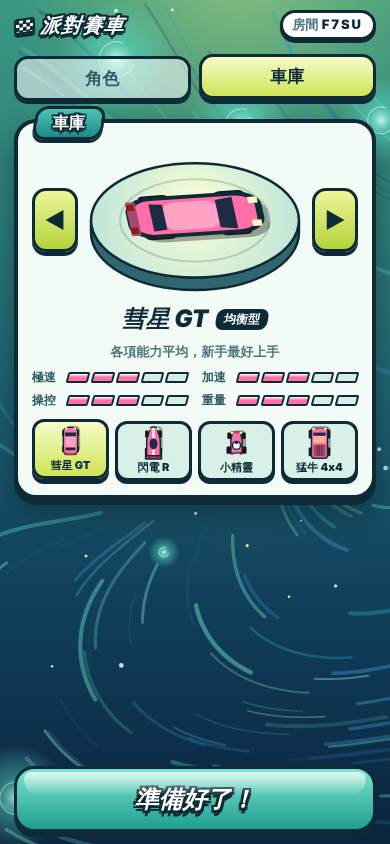 派對賽車
房間 F7SU
角色
車庫
車庫
彗星 GT 均衡型
各項能力平均，新手最好上手
極速 加速
操控 重量
彗星 GT
閃電 R
小精靈
猛牛 4x4
準備好了！